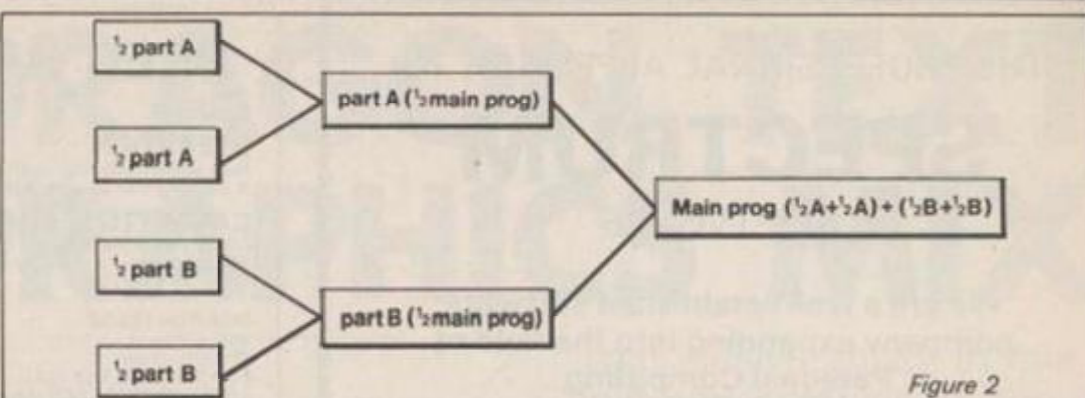 ½ part A
part A (½main prog)
½ part A
Main prog (½A+½A) + (½B+½B)
½ part B
part B (½main prog)
½ part B
Figure 2